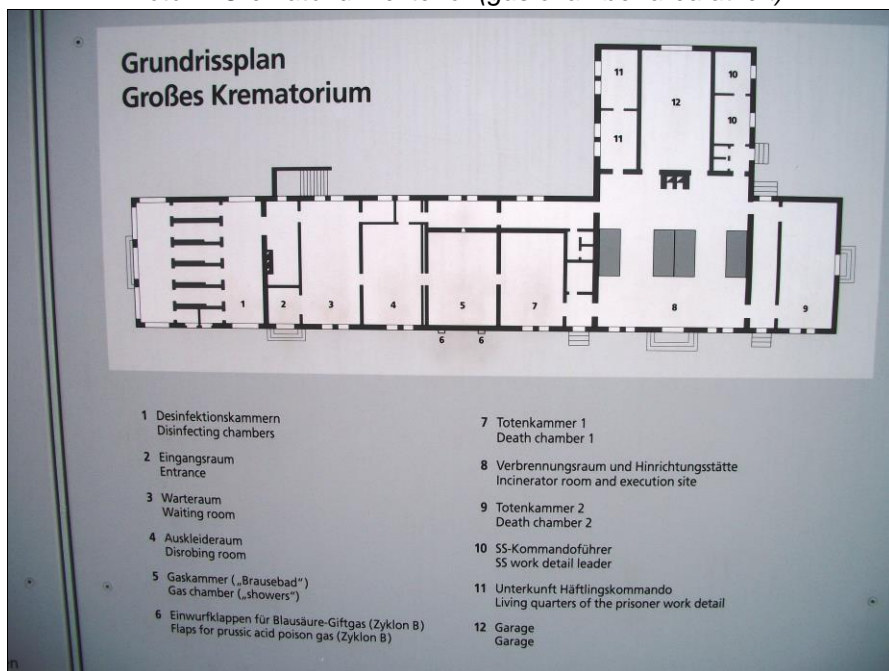 Grundrissplan
Großes Krematorium
11
12
10
11
10
1
2
3
4
5
7
8
9
6
6
1 Desinfektionskammern
Disinfecting chambers
2 Eingangsraum
Entrance
3 Warteraum
Waiting room
4 Auskleideraum
Disrobing room
5 Gaskammer („Brausebad“)
Gas chamber („showers“)
6 Einwurfklappen für Blausäure-Giftgas (Zyklon B)
Flaps for prussic acid poison gas (Zyklon B)
7 Totenkammer 1
Death chamber 1
8 Verbrennungsraum und Hinrichtungsstätte
Incinerator room and execution site
9 Totenkammer 2
Death chamber 2
10 SS-Kommandoführer
SS work detail leader
11 Unterkunft Häftlingskommando
Living quarters of the prisoner work detail
12 Garage
Garage